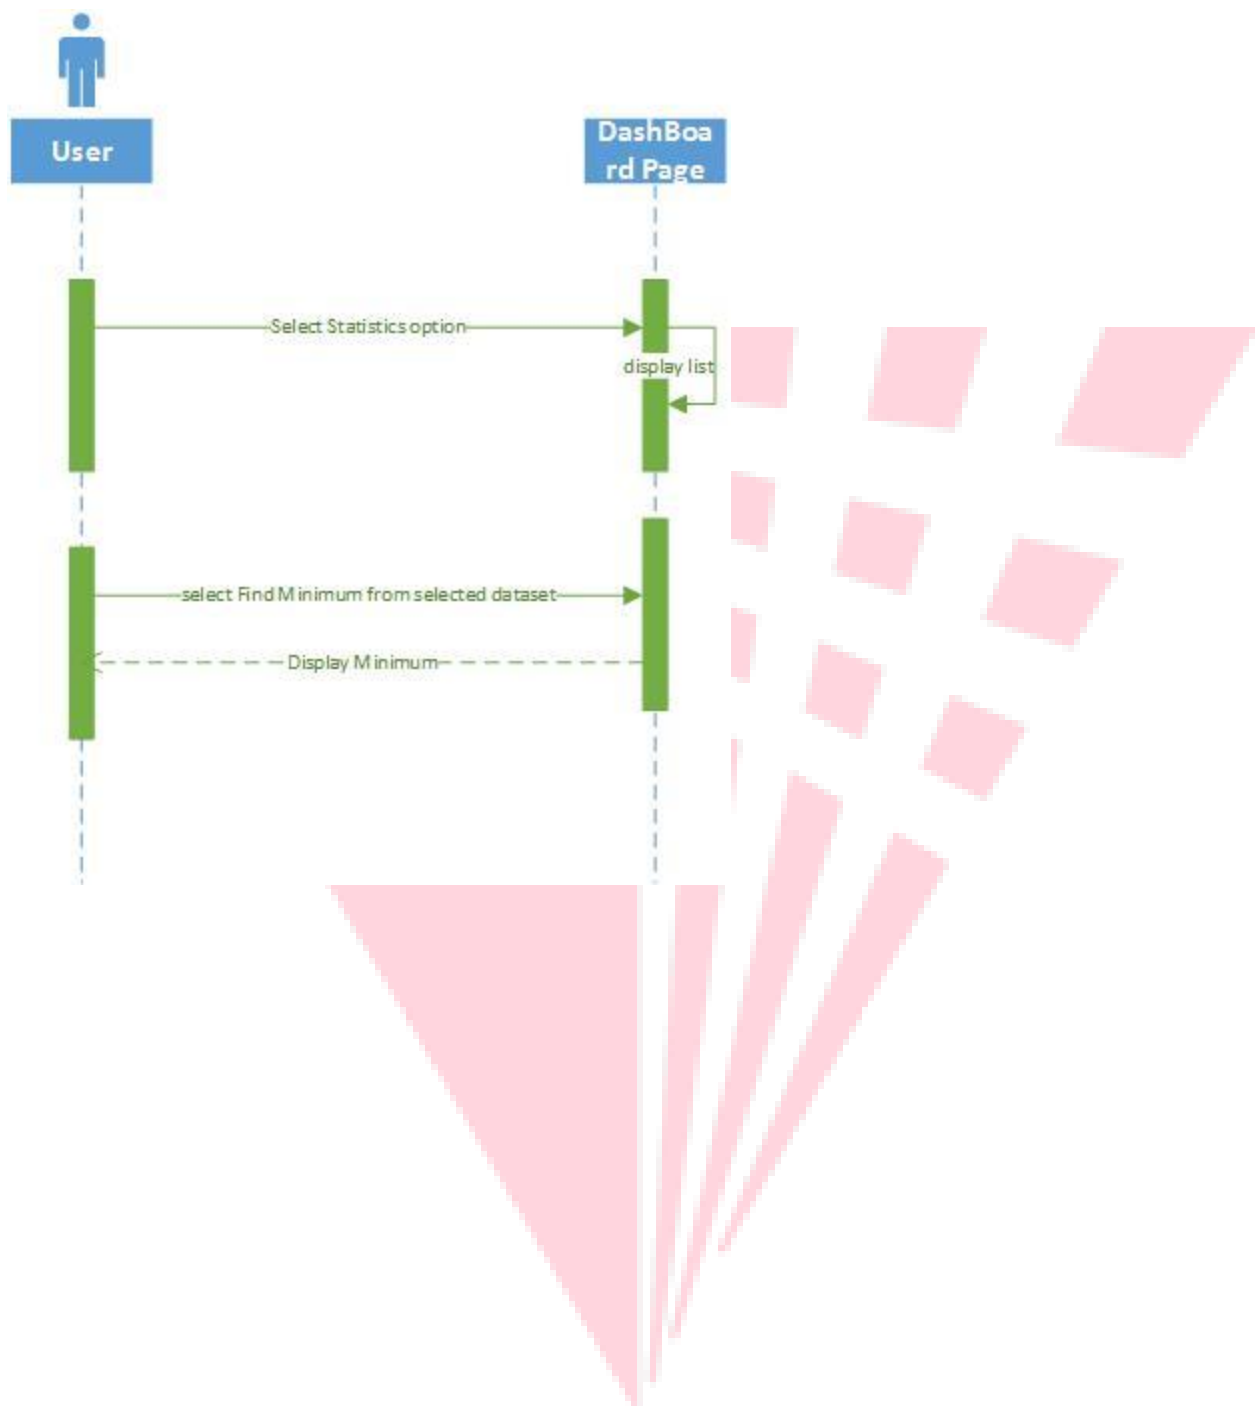 User
DashBoa
rd Page
Select Statistics option
display list
select Find Minimum from selected dataset
Display Minimum